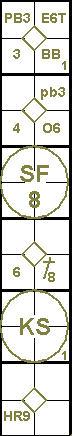 PB3 E6T
3 BB 1
pb3
4 O6
SF
8
6 +/8
KS
1
HR9